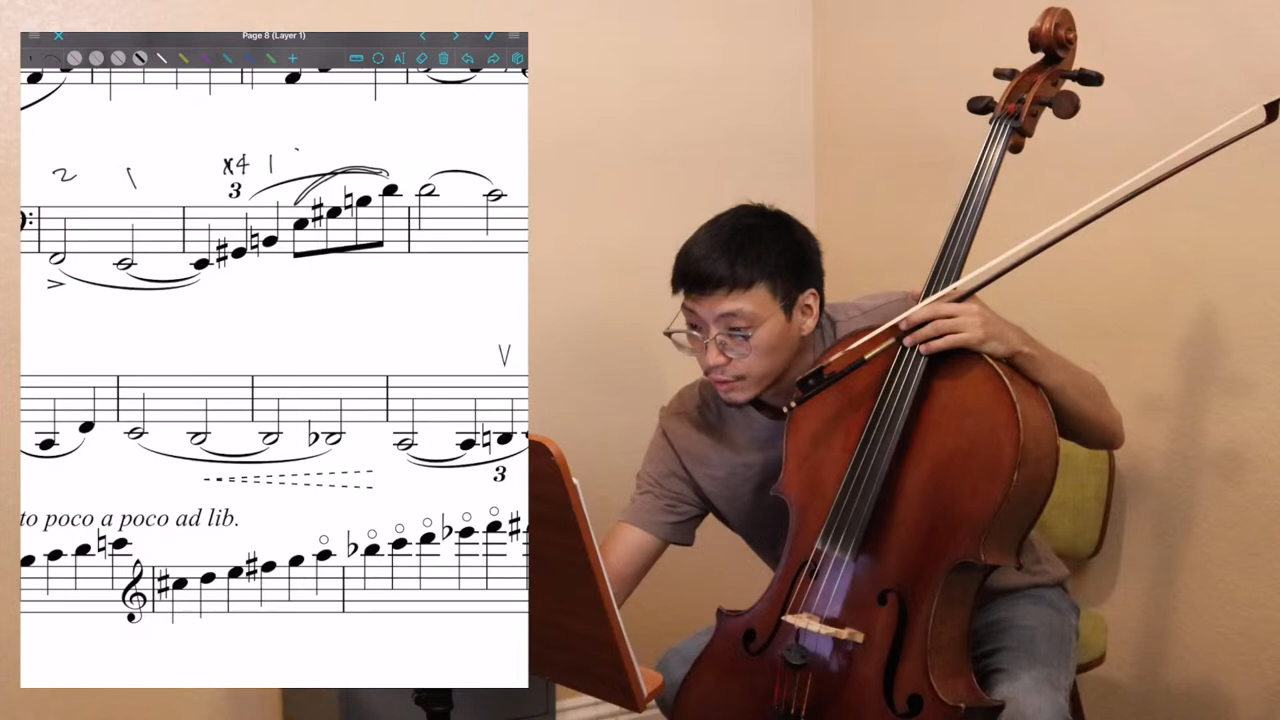 Page 8 (Layer 1)
2 1 x4 1
3
3
to poco a poco ad lib.